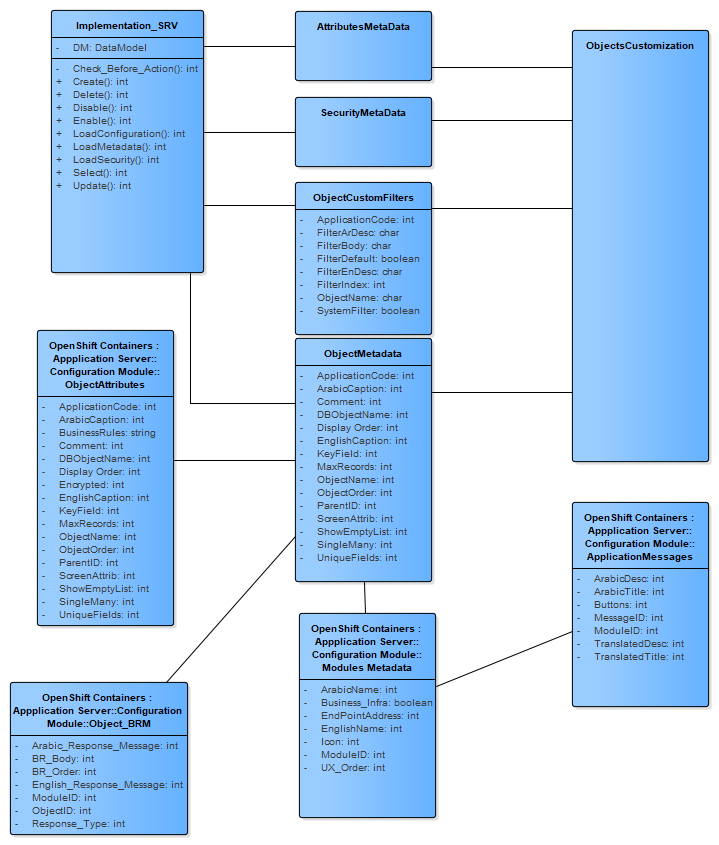 Implementation_SRV
- DM: DataModel
- Check_Before_Action(): int
+ Create(): int
+ Delete(): int
+ Disable(): int
+ Enable(): int
+ LoadConfiguration(): int
+ LoadMetadata(): int
+ LoadSecurity(): int
+ Select(): int
+ Update(): int
AttributesMetaData
SecurityMetaData
ObjectsCustomization
ObjectCustomFilters
- ApplicationCode: int
- FilterArDesc: char
- FilterBody: char
- FilterDefault: boolean
- FilterEnDesc: char
- FilterIndex: int
- ObjectName: char
- SystemFilter: boolean
OpenShift Containers :
Appplication Server::
Configuration Module::
ObjectAttributes
- ApplicationCode: int
- ArabicCaption: int
- BusinessRules: string
- Comment: int
- DBObjectName: int
- Display Order: int
- Encrypted: int
- EnglishCaption: int
- KeyField: int
- MaxRecords: int
- ObjectName: int
- ObjectOrder: int
- ParentID: int
- ScreenAttrib: int
- ShowEmptyList: int
- SingleMany: int
- UniqueFields: int
ObjectMetadata
- ApplicationCode: int
- ArabicCaption: int
- Comment: int
- DBObjectName: int
- Display Order: int
- EnglishCaption: int
- KeyField: int
- MaxRecords: int
- ObjectName: int
- ObjectOrder: int
- ParentID: int
- ScreenAttrib: int
- ShowEmptyList: int
- SingleMany: int
- UniqueFields: int
OpenShift Containers :
Appplication Server::
Configuration Module::
ApplicationMessages
- ArabicDesc: int
- ArabicTitle: int
- Buttons: int
- MessageID: int
- ModuleID: int
- TranslatedDesc: int
- TranslatedTitle: int
OpenShift Containers :
Appplication Server::
Configuration Module::
Modules Metadata
- ArabicName: int
- Business_Infra: boolean
- EndPointAddress: int
- EnglishName: int
- Icon: int
- ModuleID: int
- UX_Order: int
OpenShift Containers :
Appplication Server::Configuration
Module::Object_BRM
- Arabic_Response_Message: int
- BR_Body: int
- BR_Order: int
- English_Response_Message: int
- ModuleID: int
- ObjectID: int
- Response_Type: int